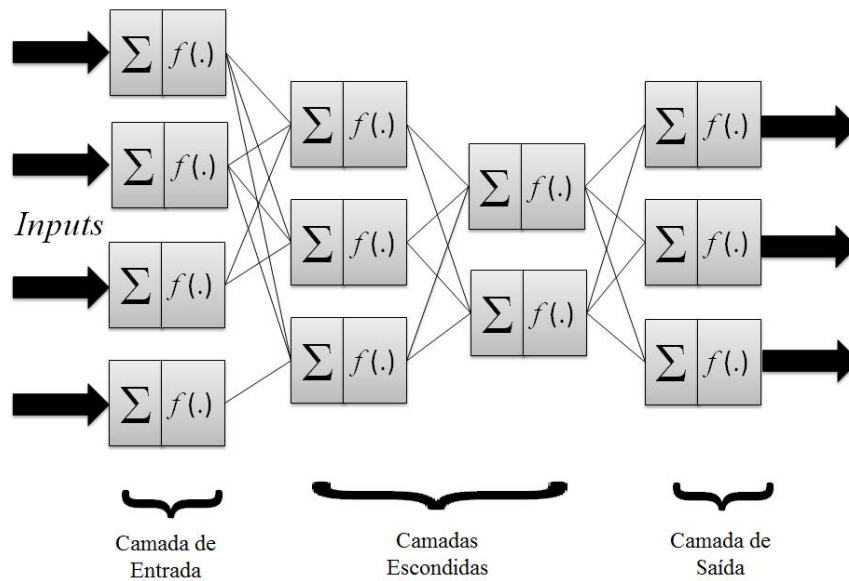 ∑ f(.)
∑ f(.)
∑ f(.)
∑ f(.)
Inputs
∑ f(.)
∑ f(.)
∑ f(.)
∑ f(.)
∑ f(.)
∑ f(.)
∑ f(.)
∑ f(.)
Camada de
Entrada
Camadas
Escondidas
Camada de
Saída